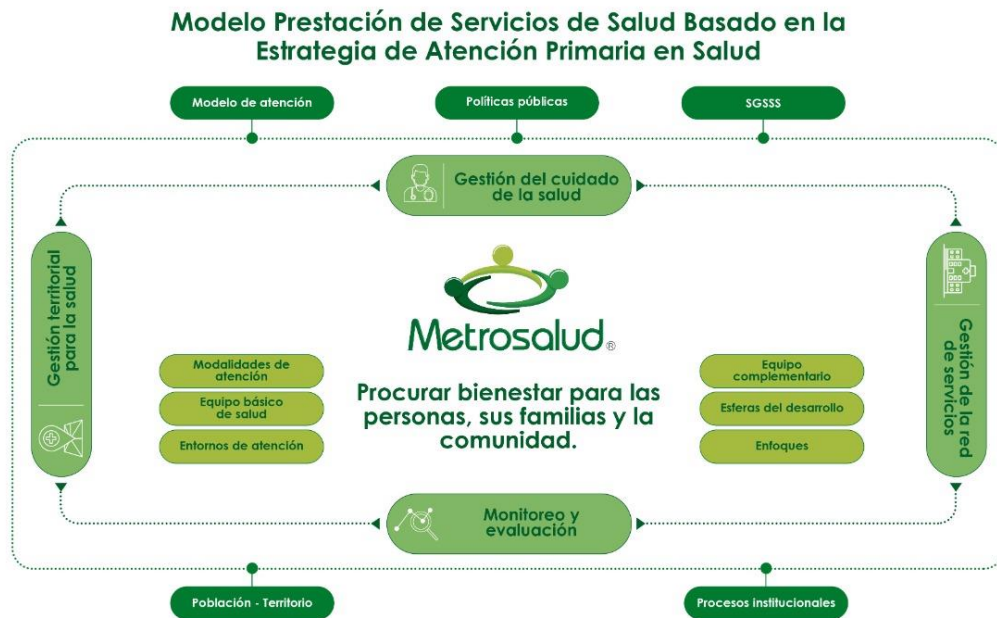 Modelo Prestación de Servicios de Salud Basado en la
Estrategia de Atención Primaria en Salud
Modelo de atención
Políticas públicas
SGSSS
Gestión del cuidado
de la salud
Gestión territorial
para la salud
Gestión de la red
de servicios
Metrosalud®
Modalidades de
atención
Equipo básico
de salud
Entornos de atención
Procurar bienestar para las
personas, sus familias y la
comunidad.
Equipo
complementario
Esferas del desarrollo
Enfoques
Monitoreo y
evaluación
Población - Territorio
Procesos institucionales